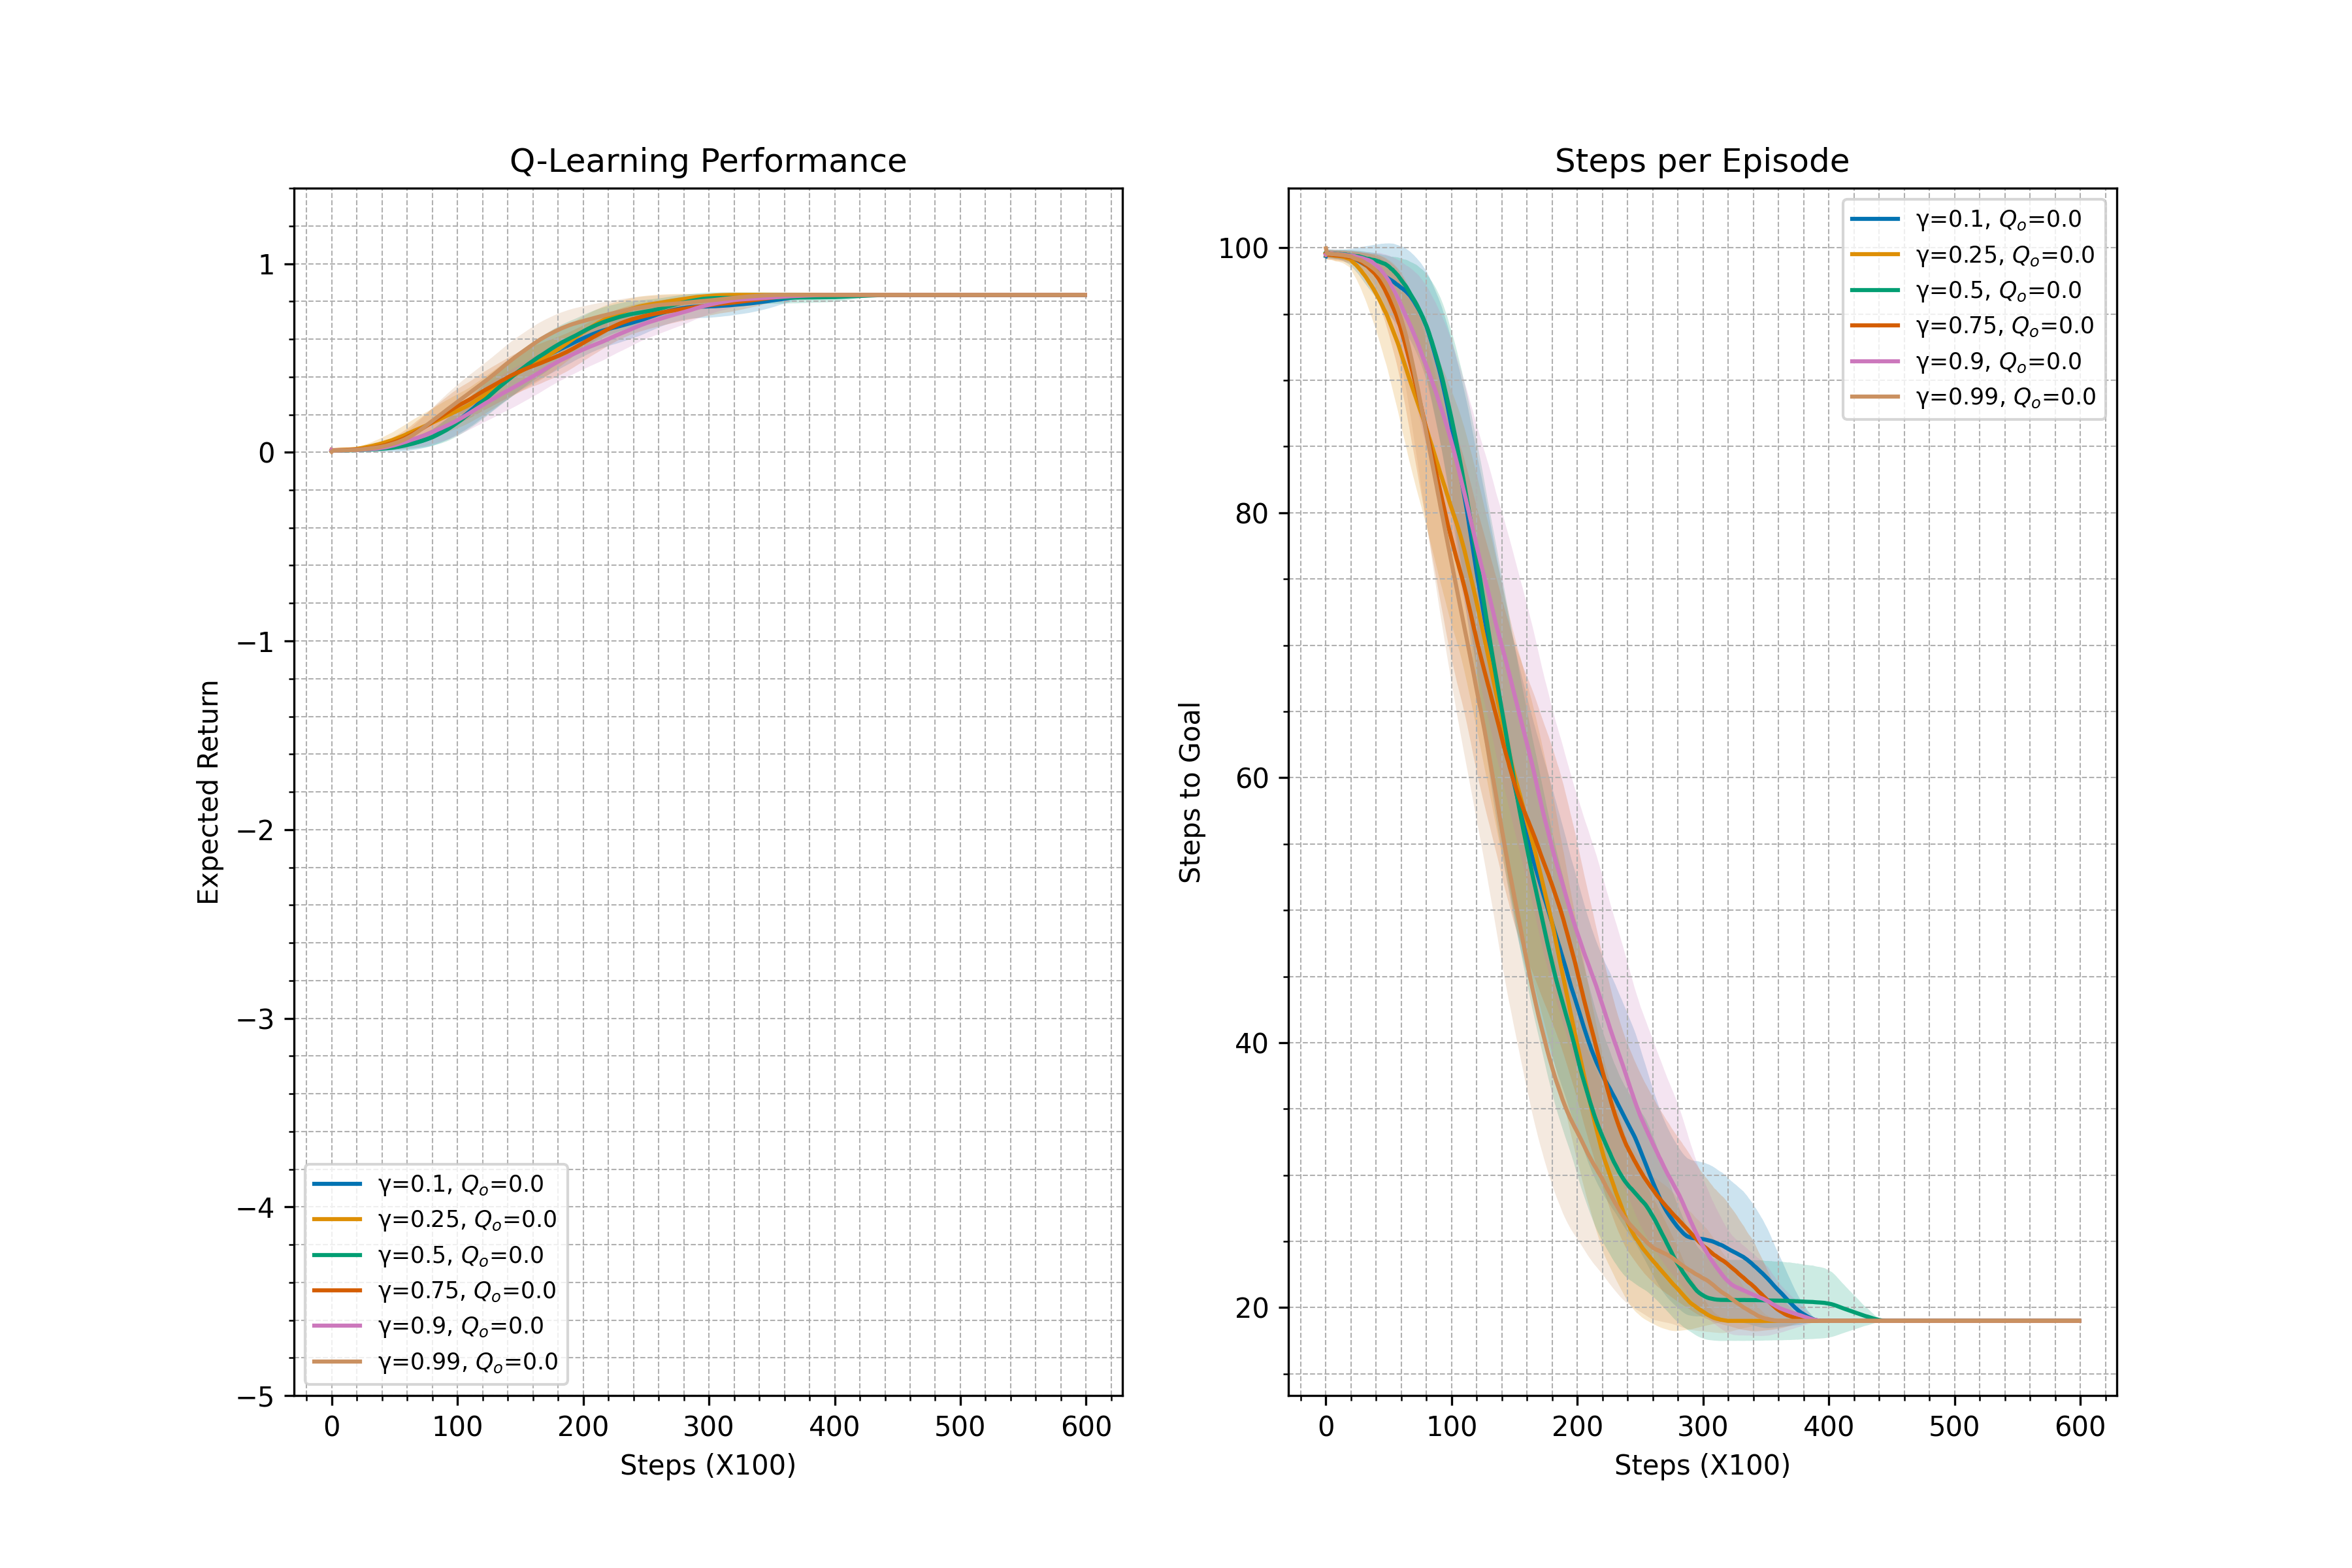 Q-Learning Performance
1
0
−1
−2
−3
−4
−5
Expected Return
γ=0.1, Qo=0.0
γ=0.25, Qo=0.0
γ=0.5, Qo=0.0
γ=0.75, Qo=0.0
γ=0.9, Qo=0.0
γ=0.99, Qo=0.0
0 100 200 300 400 500 600
Steps (X100)
Steps per Episode
100
80
60
40
20
Steps to Goal
γ=0.1, Qo=0.0
γ=0.25, Qo=0.0
γ=0.5, Qo=0.0
γ=0.75, Qo=0.0
γ=0.9, Qo=0.0
γ=0.99, Qo=0.0
0 100 200 300 400 500 600
Steps (X100)